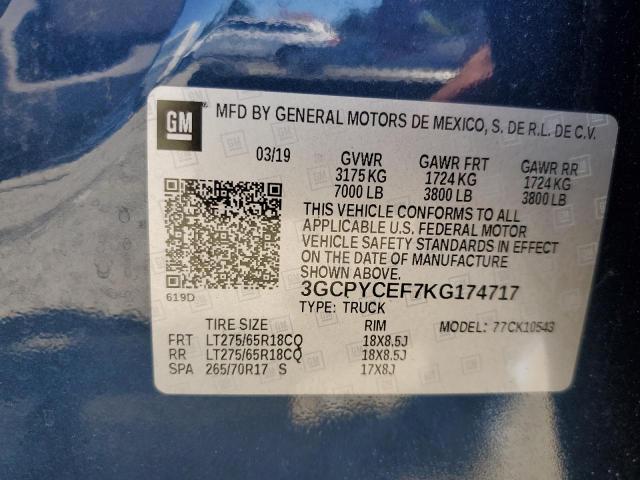 GM ® MFD BY GENERAL MOTORS DE MEXICO, S. DE R.L. DE C.V.
03/19 GVWR GAWR FRT GAWR RR
3175 KG 1724 KG 1724 KG
7000 LB 3800 LB 3800 LB
THIS VEHICLE CONFORMS TO ALL
APPLICABLE U.S. FEDERAL MOTOR
VEHICLE SAFETY STANDARDS IN EFFECT
ON THE DATE OF MANUFACTURE
SHOWN ABOVE.
619D
3GCPYCEF7KG174717
TYPE: TRUCK
TIRE SIZE RIM MODEL: 77CK10543
FRT LT275/65R18CQ 18X8.5J
RR LT275/65R18CQ 18X8.5J
SPA 265/70R17 S 17X8J